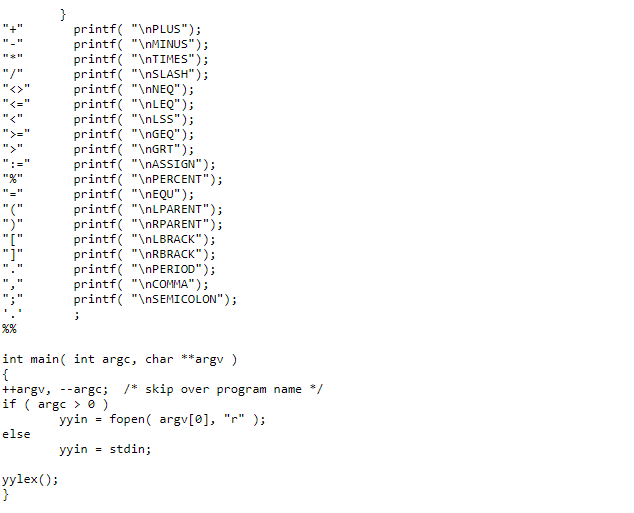 }
"+"       printf( "\nPLUS");
"-"       printf( "\nMINUS");
"*"       printf( "\nTIMES");
"/"       printf( "\nSLASH");
"<>"      printf( "\nNEQ");
"<="      printf( "\nLEQ");
"<"       printf( "\nLSS");
">="      printf( "\nGEQ");
">"       printf( "\nGRT");
":="      printf( "\nASSIGN");
"%"       printf( "\nPERCENT");
"="       printf( "\nEQU");
"("       printf( "\nLPARENT");
")"       printf( "\nRPARENT");
"["       printf( "\nLBRACK");
"]"       printf( "\nRBRACK");
"."       printf( "\nPERIOD");
","       printf( "\nCOMMA");
";"       printf( "\nSEMICOLON");
'.'       ;
%%

int main( int argc, char **argv )
{
++argv, --argc;  /* skip over program name */
if ( argc > 0 )
        yyin = fopen( argv[0], "r" );
else
        yyin = stdin;

yylex();
}